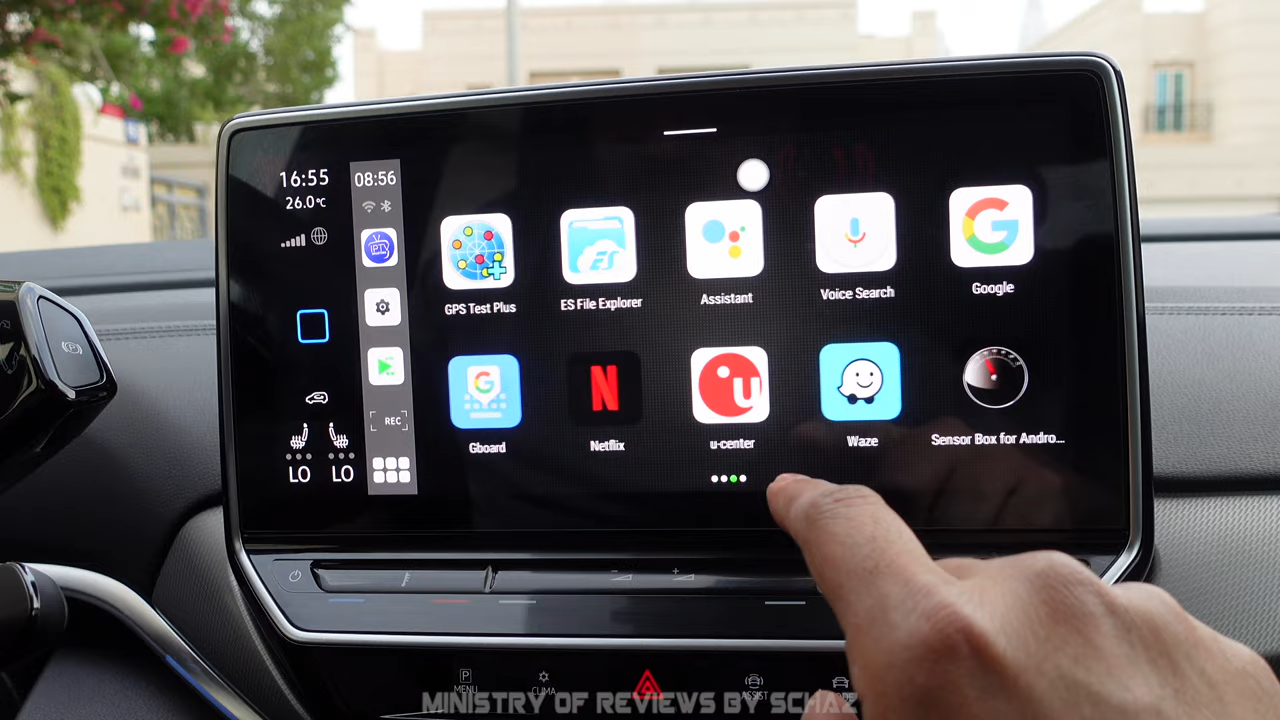 16:55
26.0°C
08:56
IPTV
REC
LO LO
GPS Test Plus
ES File Explorer
Assistant
Voice Search
Google
Gboard
Netflix
u-center
Waze
Sensor Box for Andro...
MENU
CLIMA
ASSIST
MINISTRY OF REVIEWS BY SCHAZ